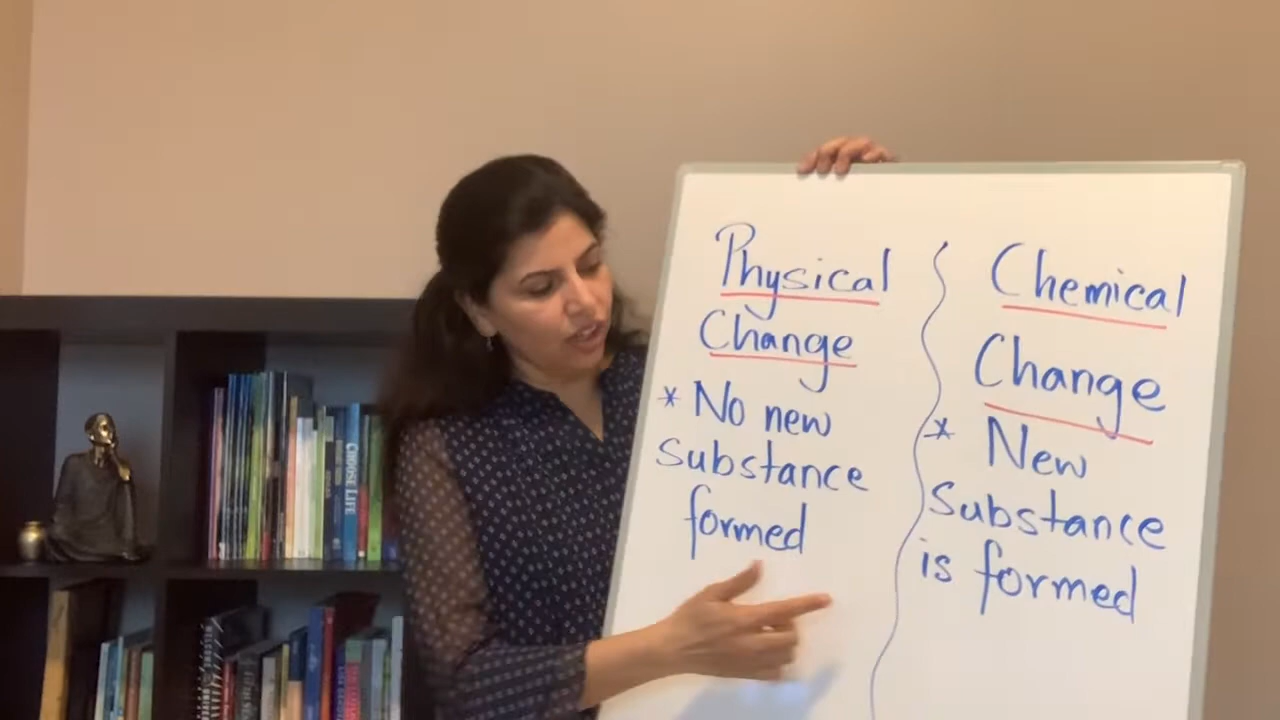 Physical
Change
* No new
substance
formed
Chemical
Change
* New
Substance
is formed
CHOOSE LIFE